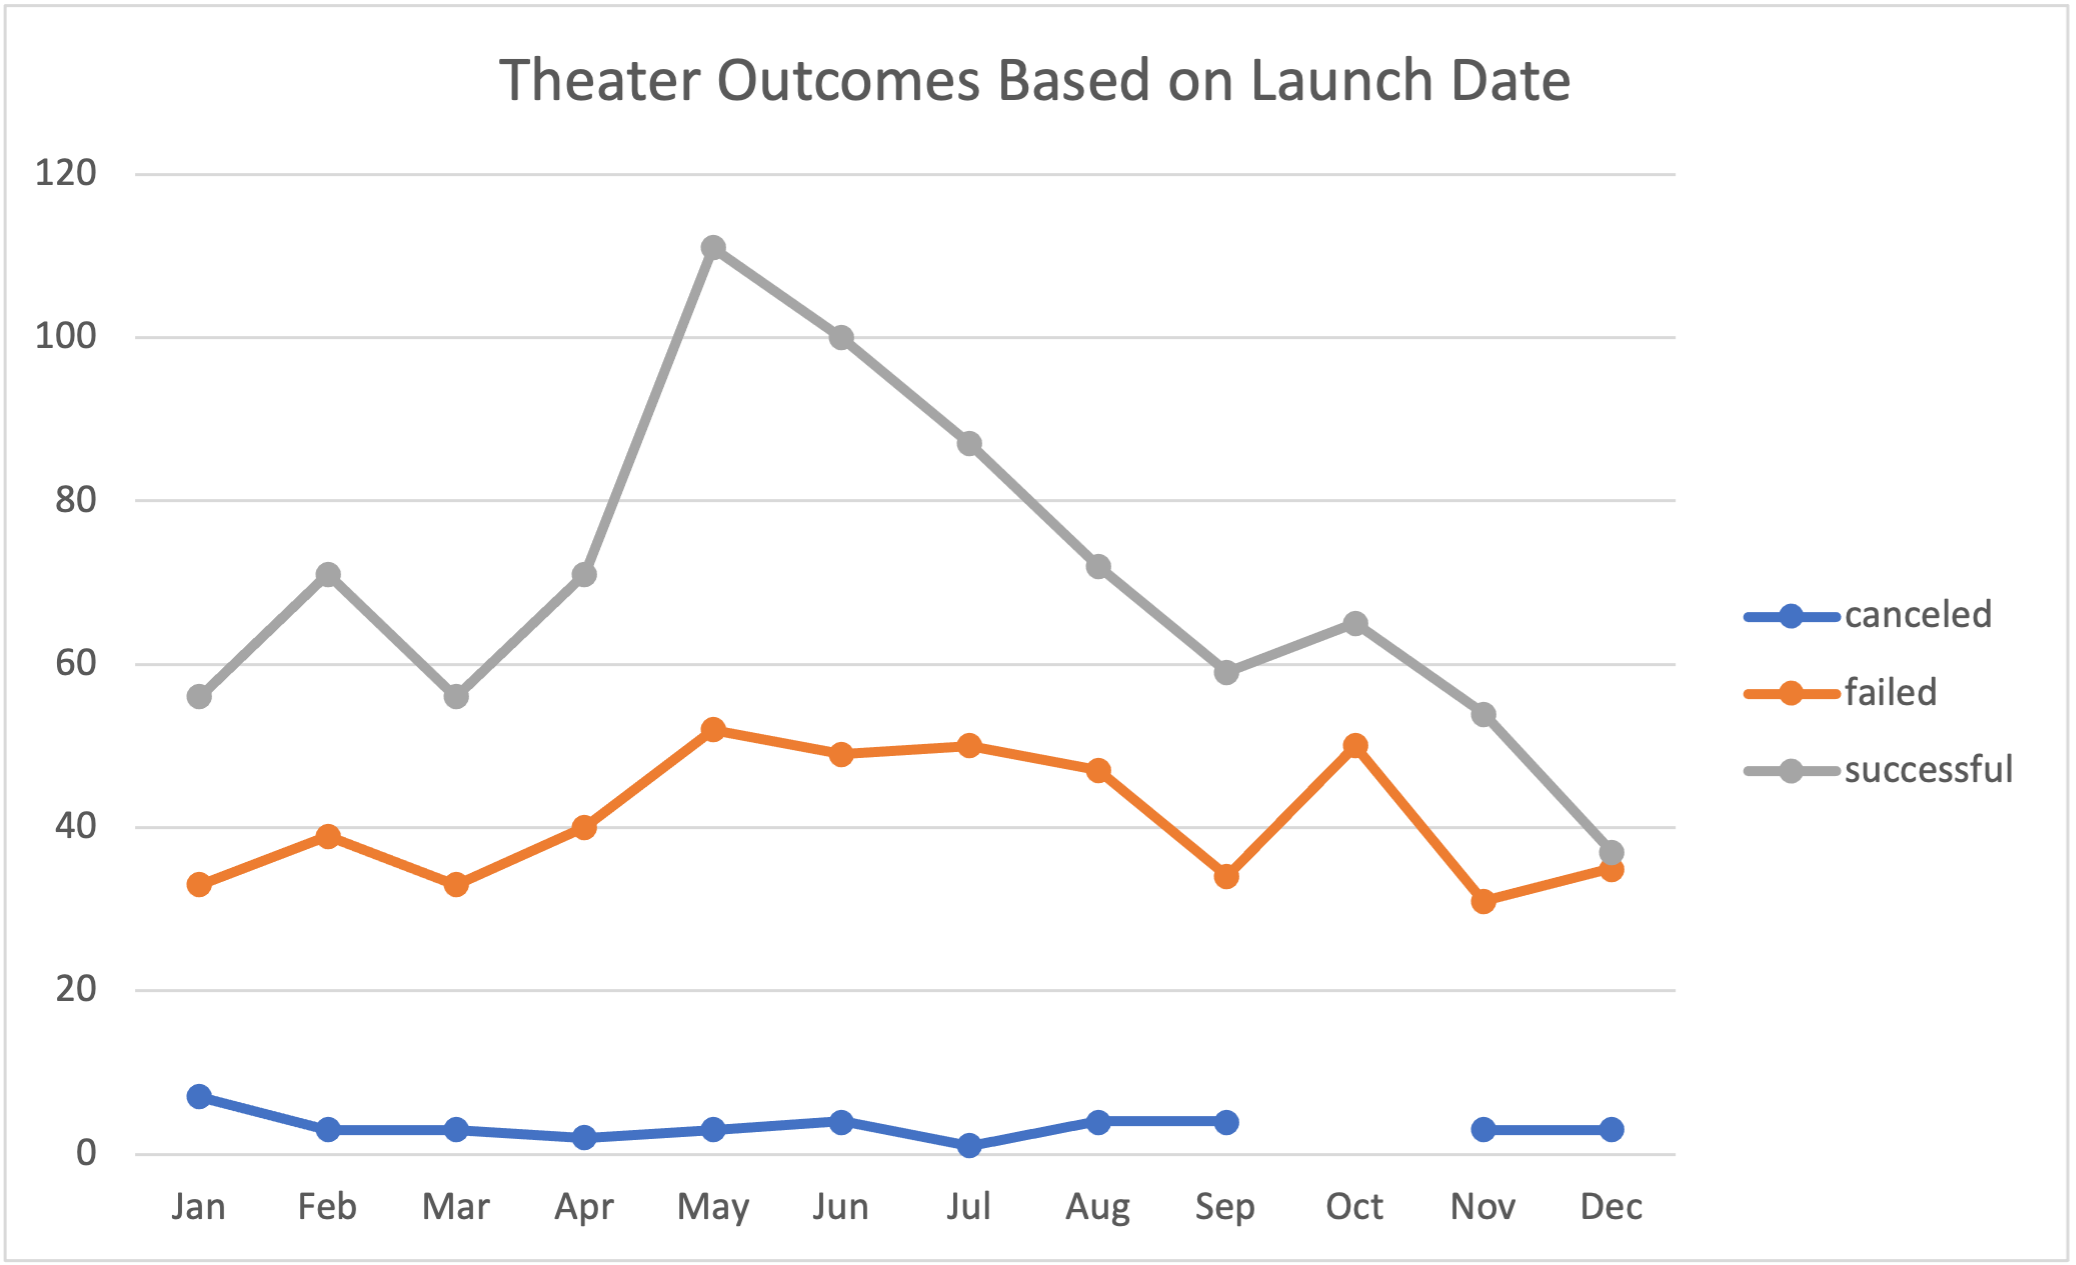 Theater Outcomes Based on Launch Date
120
100
80
60
40
20
0
Jan Feb Mar Apr May Jun Jul Aug Sep Oct Nov Dec
canceled
failed
successful